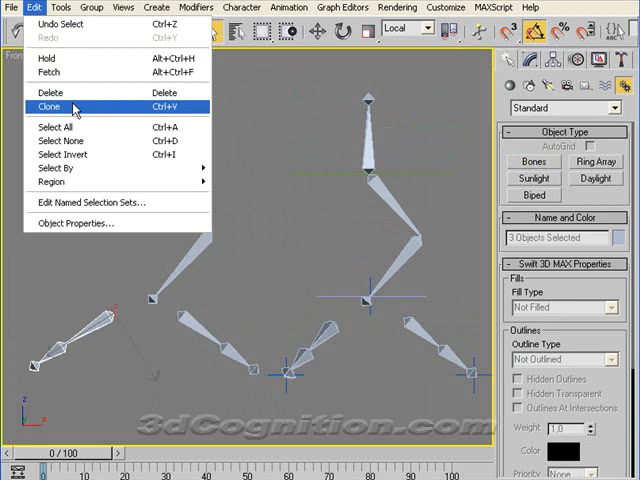 File Edit Tools Group Views Create Modifiers Character Animation Graph Editors Rendering Customize MAXScript Help
Local
Undo Select Ctrl+Z
Redo Ctrl+Y
Hold Alt+Ctrl+H
Fetch Alt+Ctrl+F
Delete Delete
Clone Ctrl+V
Select All Ctrl+A
Select None Ctrl+D
Select Invert Ctrl+I
Select By
Region
Edit Named Selection Sets...
Object Properties...
Standard
- Object Type
AutoGrid
Bones Ring Array
Sunlight Daylight
Biped
- Name and Color
3 Objects Selected
- Swift 3D MAX Properties
Fills
Fill Type
Not Filled
Outlines
Outline Type
Not Outlined
Hidden Outlines
Hidden Transparent
Outlines At Intersections
Weight 1.0
Color
Priority None
z
x
3dCognition.com
< 0 / 100 >
0 10 20 30 40 50 60 70 80 90 100